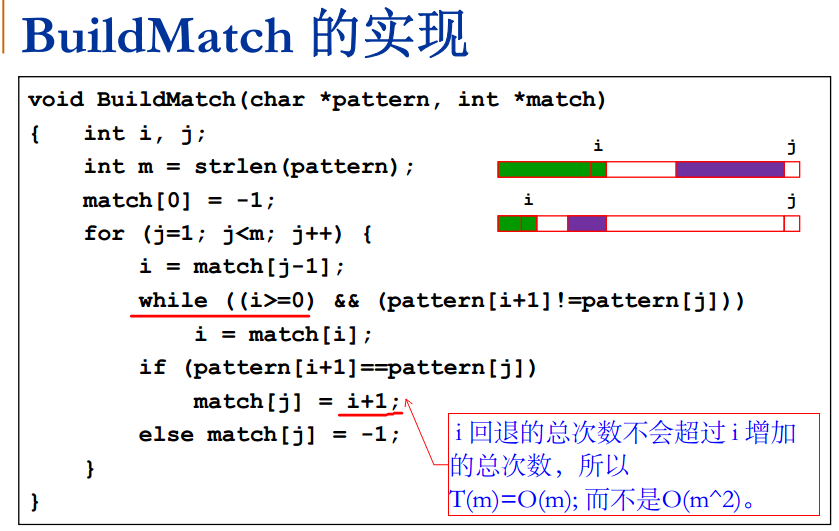 BuildMatch 的实现
void BuildMatch(char *pattern, int *match)
{   int i, j;
    int m = strlen(pattern);
    match[0] = -1;
    for (j=1; j<m; j++) {
        i = match[j-1];
        while ((i>=0) && (pattern[i+1]!=pattern[j]))
            i = match[i];
        if (pattern[i+1]==pattern[j])
            match[j] = i+1;
        else match[j] = -1;
    }
}
i j
i j
i 回退的总次数不会超过 i 增加
的总次数，所以
T(m)=O(m); 而不是O(m^2)。